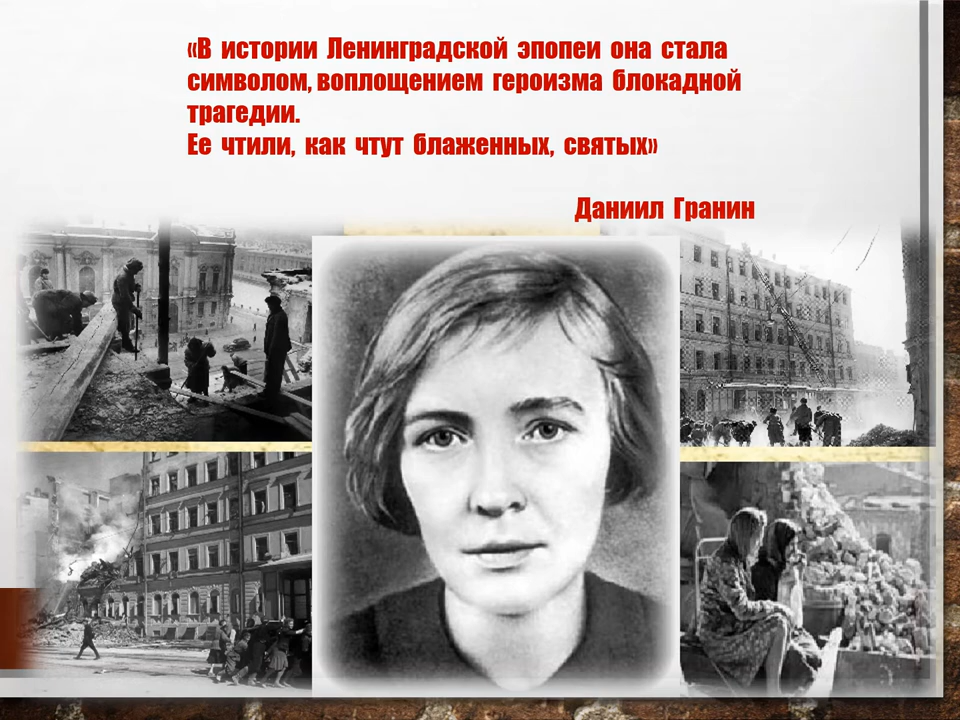 «В истории Ленинградской эпопеи она стала
символом, воплощением героизма блокадной
трагедии.
Ее чтили, как чтут блаженных, святых»
Даниил Гранин